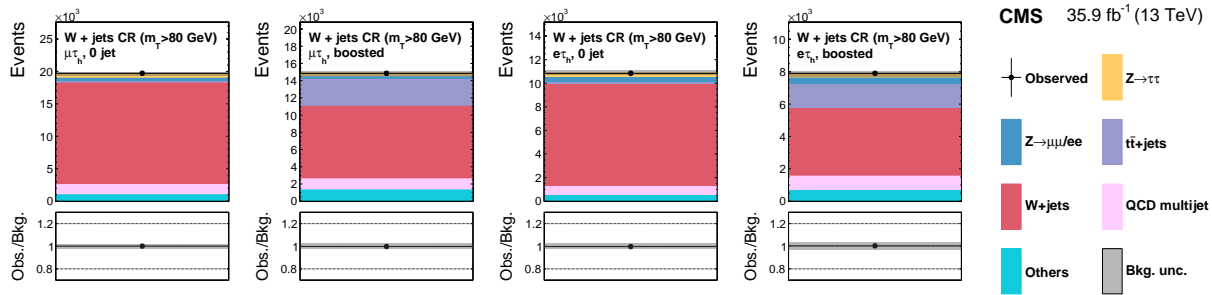 ×10³
W + jets CR (m_T>80 GeV)
μτ_h, 0 jet
Events
25
20
15
10
5
0
Obs./Bkg.
1.2
1
0.8
×10³
W + jets CR (m_T>80 GeV)
μτ_h, boosted
Events
20
18
16
14
12
10
8
6
4
2
0
Obs./Bkg.
1.2
1
0.8
×10³
W + jets CR (m_T>80 GeV)
eτ_h, 0 jet
Events
14
12
10
8
6
4
2
0
Obs./Bkg.
1.2
1
0.8
×10³
W + jets CR (m_T>80 GeV)
eτ_h, boosted
Events
10
8
6
4
2
0
Obs./Bkg.
1.2
1
0.8
CMS 35.9 fb⁻¹ (13 TeV)
Observed
Z→ττ
Z→μμ/ee
tt̄+jets
W+jets
QCD multijet
Others
Bkg. unc.